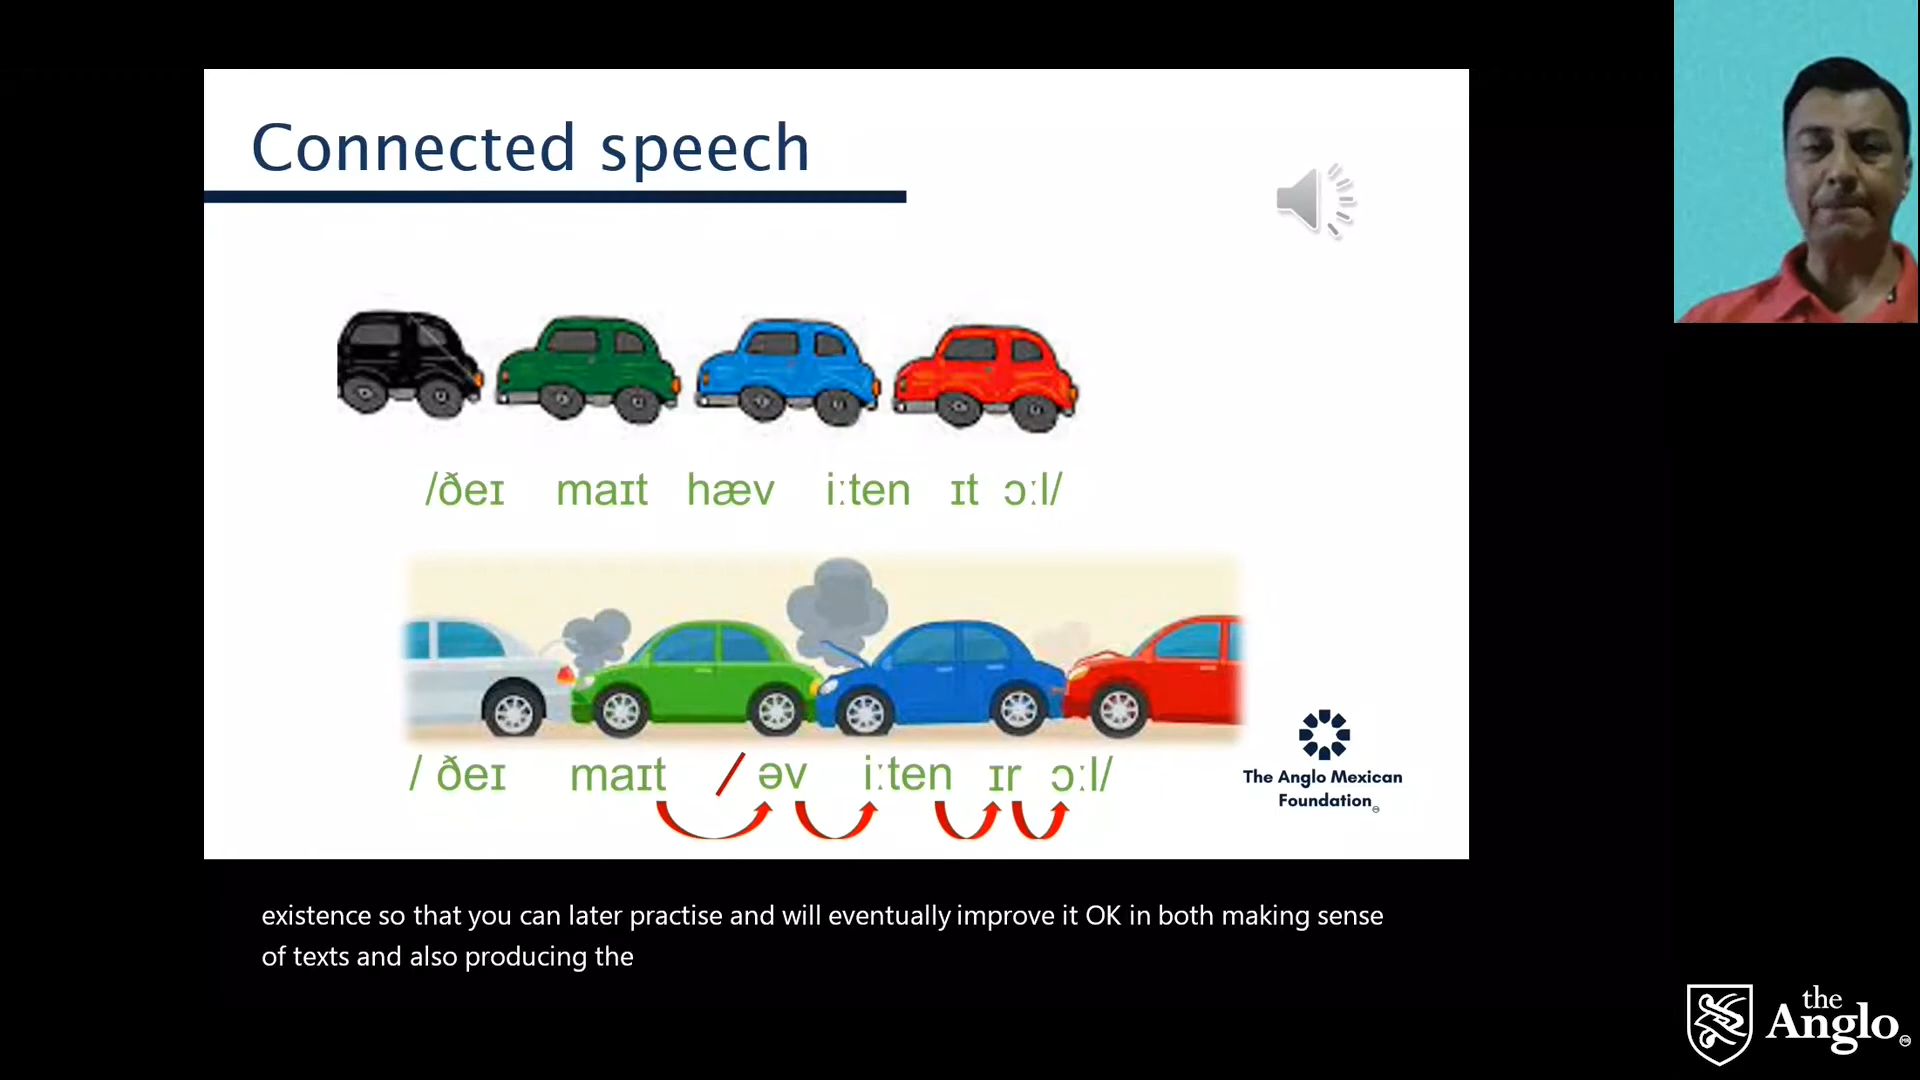 Connected speech
/ðeɪ maɪt hæv iːten ɪt ɔːl/
/ ðeɪ maɪt / əv iːten ɪr ɔːl/
The Anglo Mexican
Foundation
existence so that you can later practise and will eventually improve it OK in both making sense
of texts and also producing the
the
Anglo